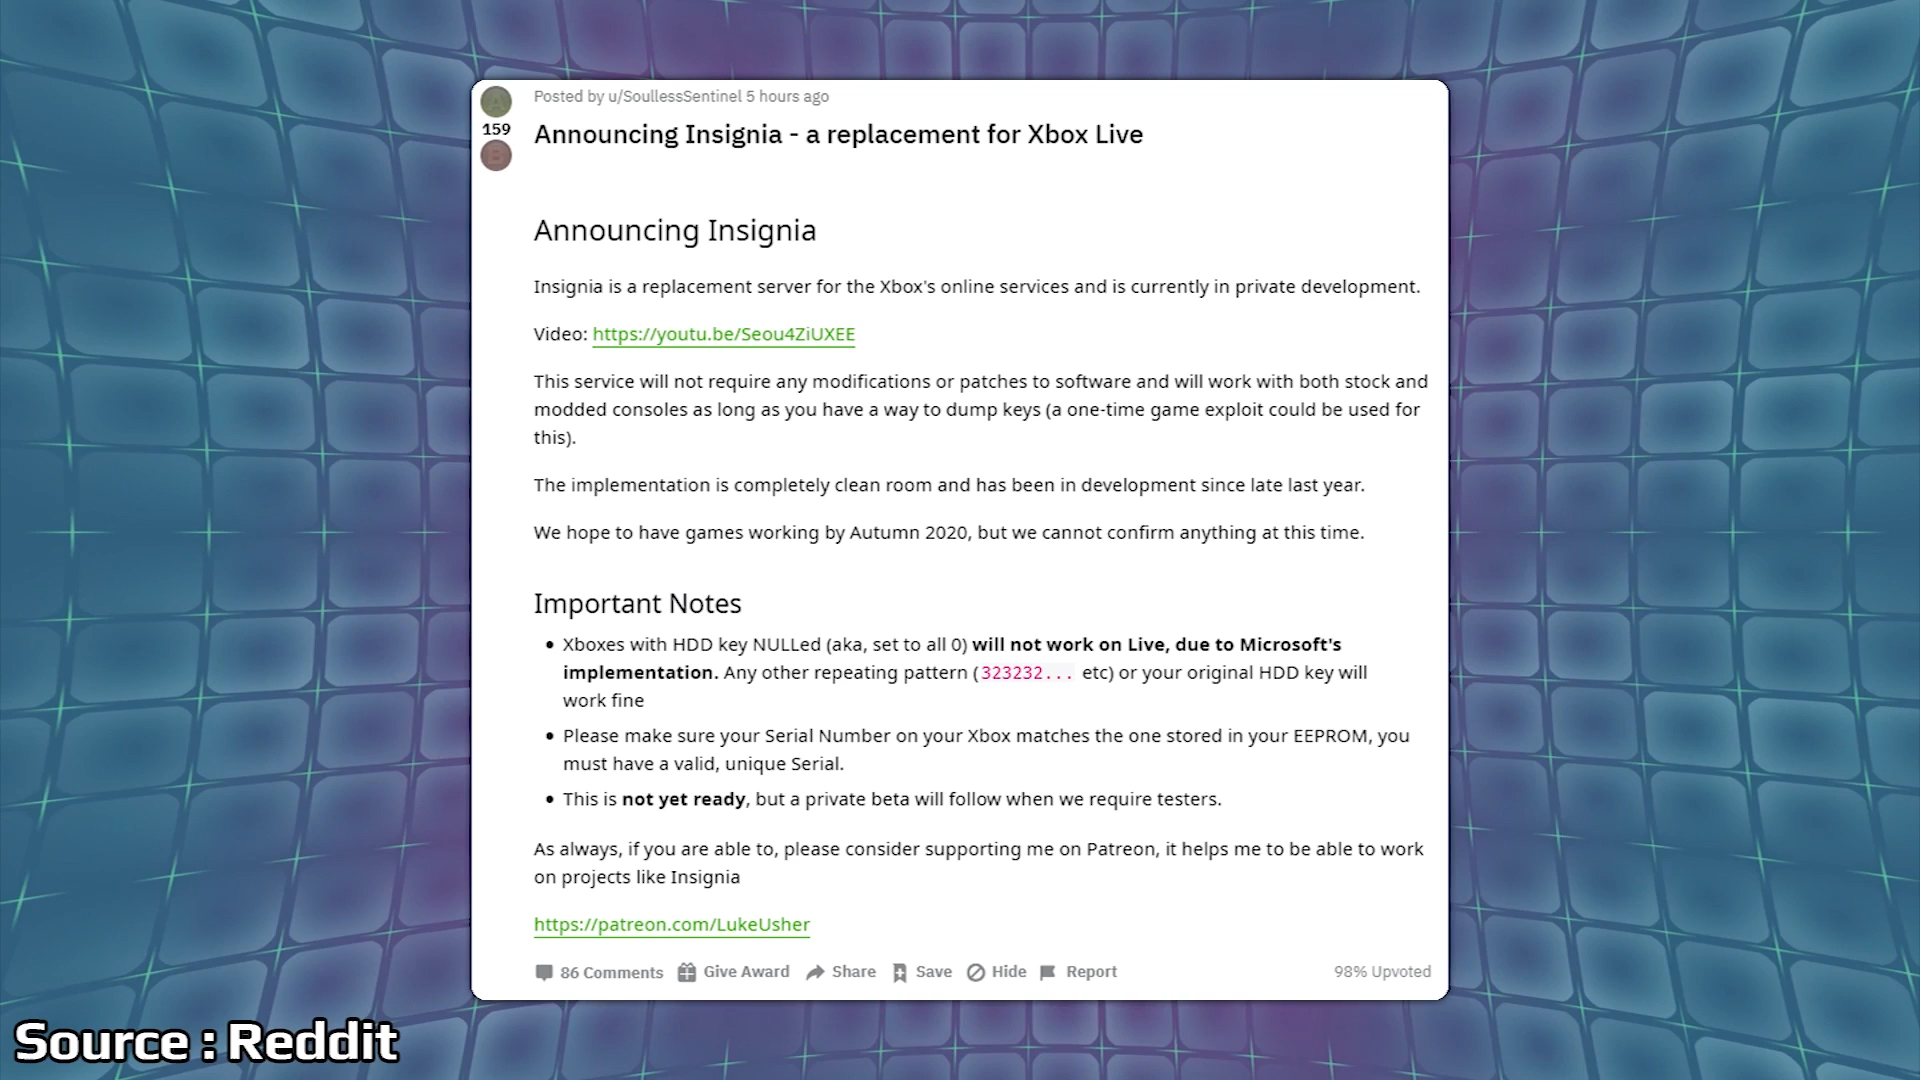 Posted by u/SoullessSentinel 5 hours ago
A
159
B
Announcing Insignia - a replacement for Xbox Live
Announcing Insignia
Insignia is a replacement server for the Xbox's online services and is currently in private development.
Video: https://youtu.be/Seou4ZiUXEE
This service will not require any modifications or patches to software and will work with both stock and
modded consoles as long as you have a way to dump keys (a one-time game exploit could be used for
this).
The implementation is completely clean room and has been in development since late last year.
We hope to have games working by Autumn 2020, but we cannot confirm anything at this time.
Important Notes
• Xboxes with HDD key NULLed (aka, set to all 0) will not work on Live, due to Microsoft's
implementation. Any other repeating pattern (323232... etc) or your original HDD key will
work fine
• Please make sure your Serial Number on your Xbox matches the one stored in your EEPROM, you
must have a valid, unique Serial.
• This is not yet ready, but a private beta will follow when we require testers.
As always, if you are able to, please consider supporting me on Patreon, it helps me to be able to work
on projects like Insignia
https://patreon.com/LukeUsher
86 Comments Give Award Share Save Hide Report 98% Upvoted
Source : Reddit